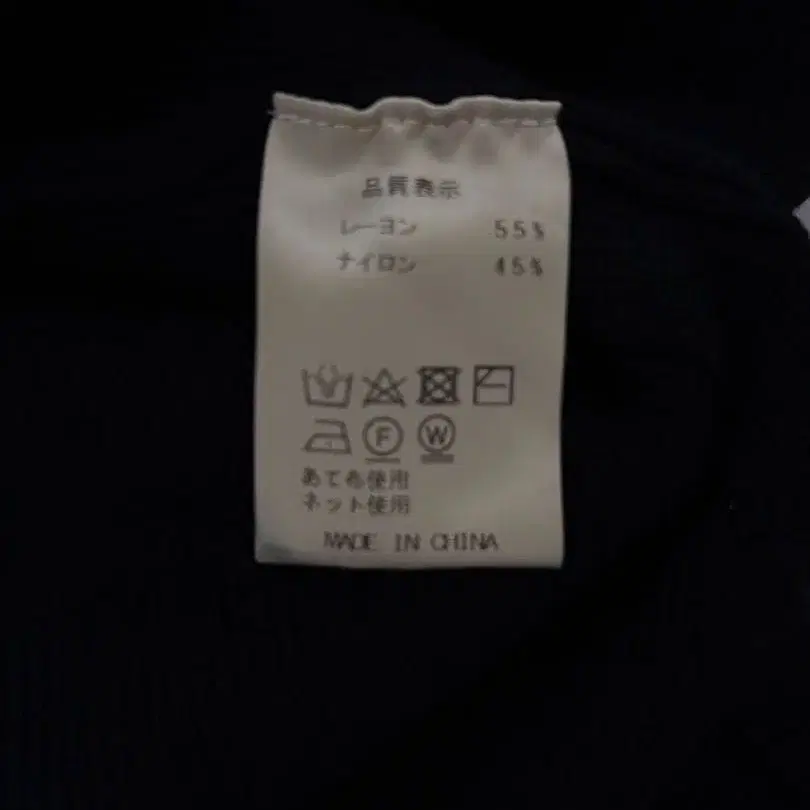 品質表示
レーヨン 55%
ナイロン 45%
F W
あて布使用
ネット使用
MADE IN CHINA